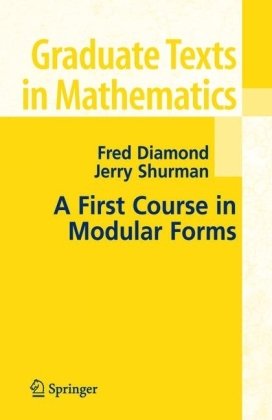 Graduate Texts
in Mathematics
Fred Diamond
Jerry Shurman
A First Course in
Modular Forms
Springer